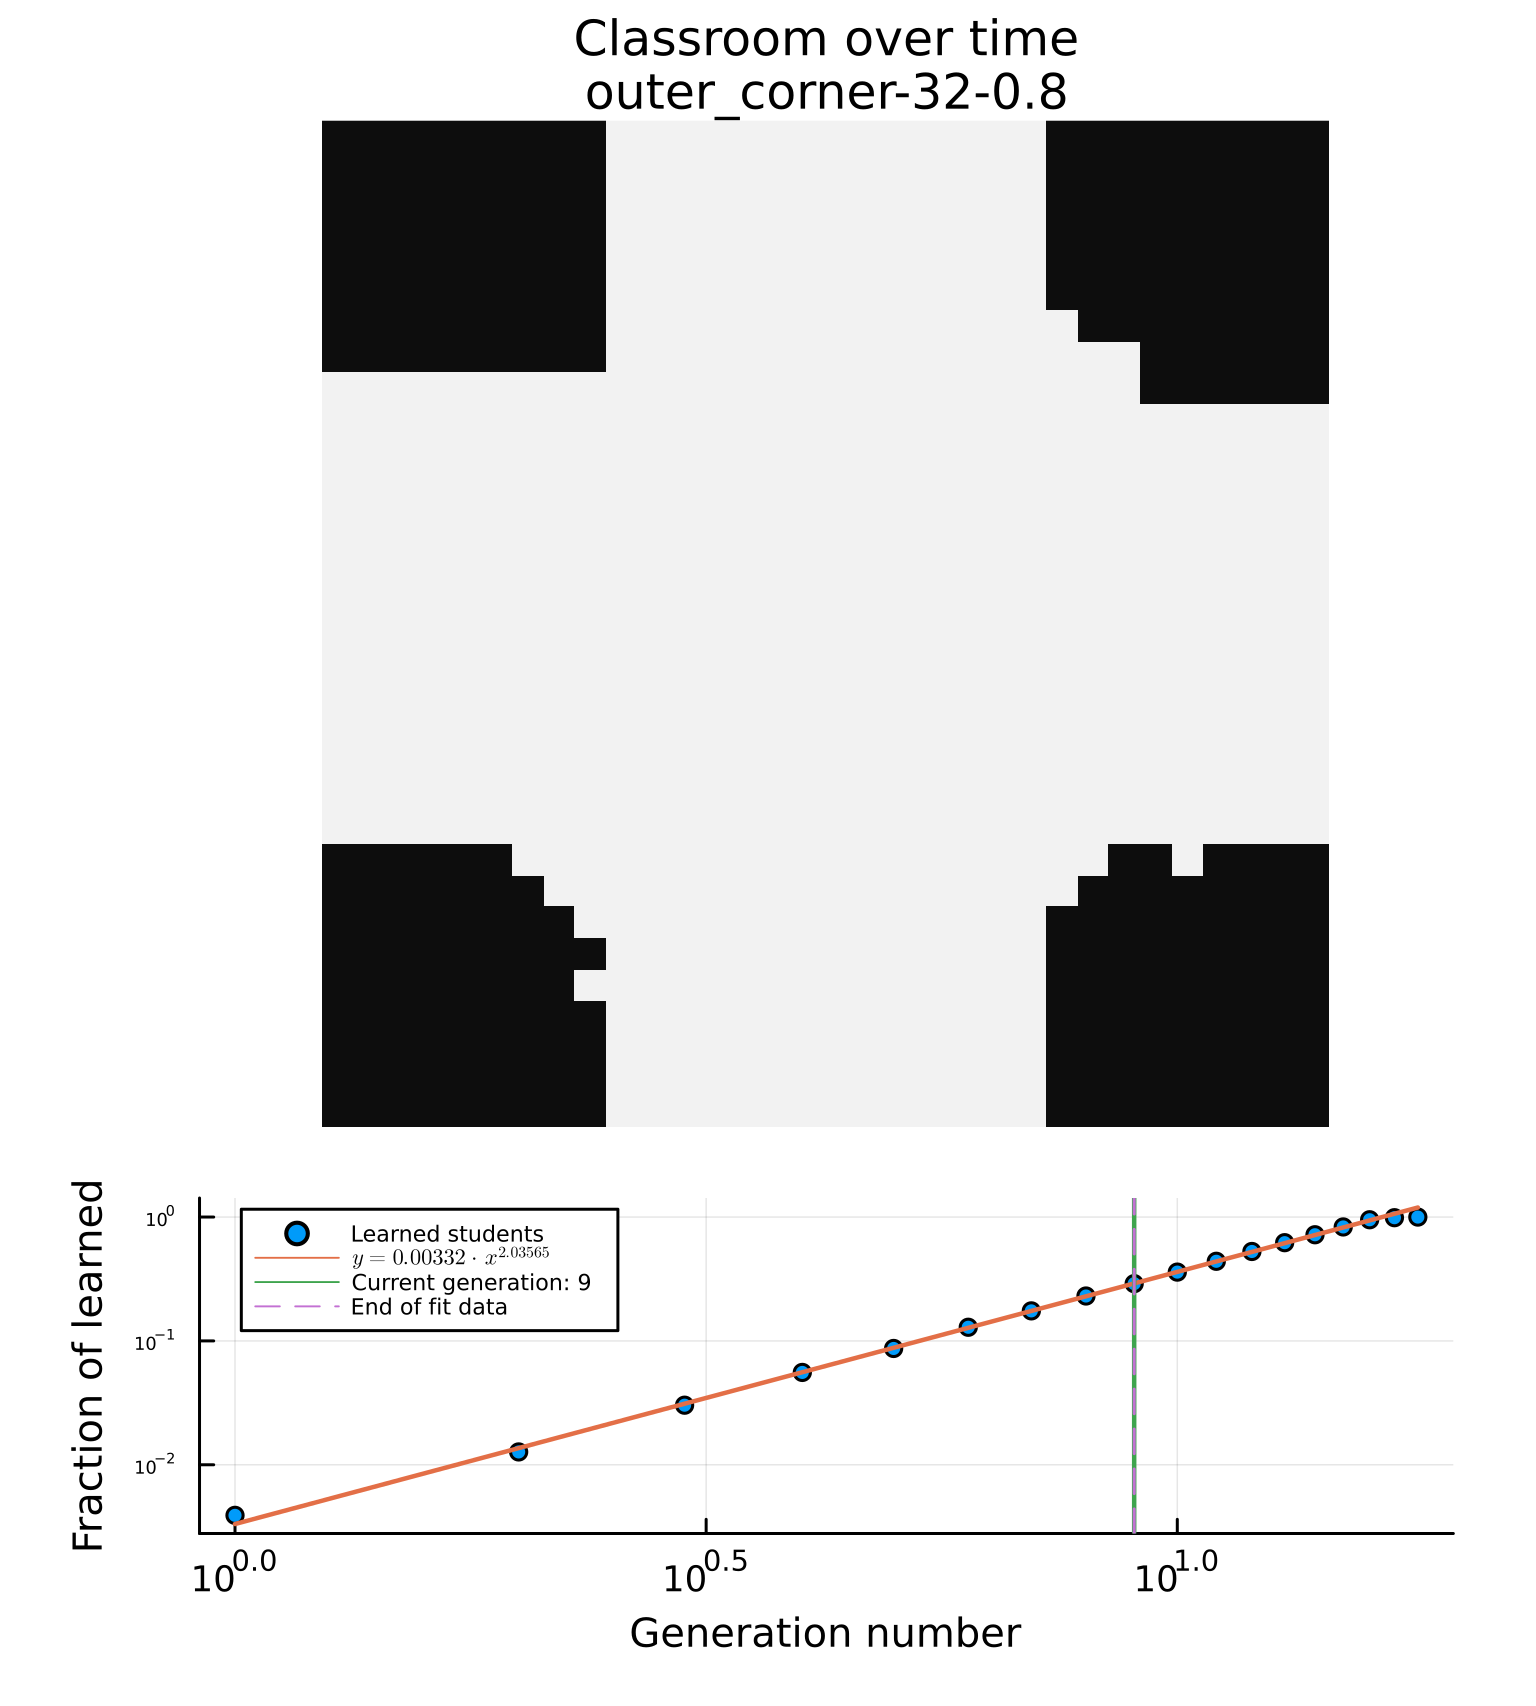 Classroom over time
outer_corner-32-0.8
Fraction of learned
10⁰
10⁻¹
10⁻²
Learned students
y = 0.00332 · x^{2.03565}
Current generation: 9
End of fit data
10^{0.0} 10^{0.5} 10^{1.0}
Generation number